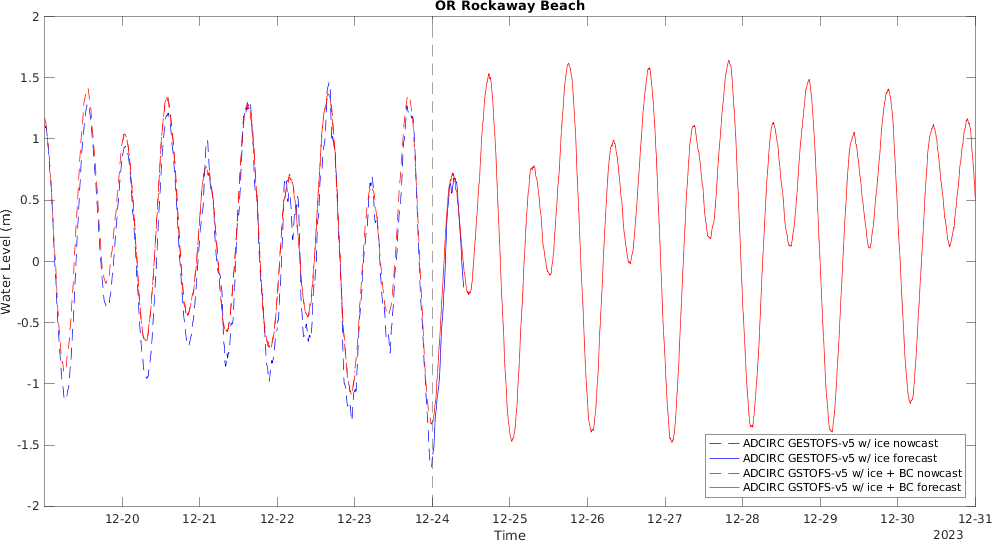 OR Rockaway Beach
Water Level (m)
2
1.5
1
0.5
0
-0.5
-1
-1.5
-2
ADCIRC GESTOFS-v5 w/ ice nowcast
ADCIRC GESTOFS-v5 w/ ice forecast
ADCIRC GSTOFS-v5 w/ ice + BC nowcast
ADCIRC GSTOFS-v5 w/ ice + BC forecast
12-20 12-21 12-22 12-23 12-24 12-25 12-26 12-27 12-28 12-29 12-30 12-31
Time
2023